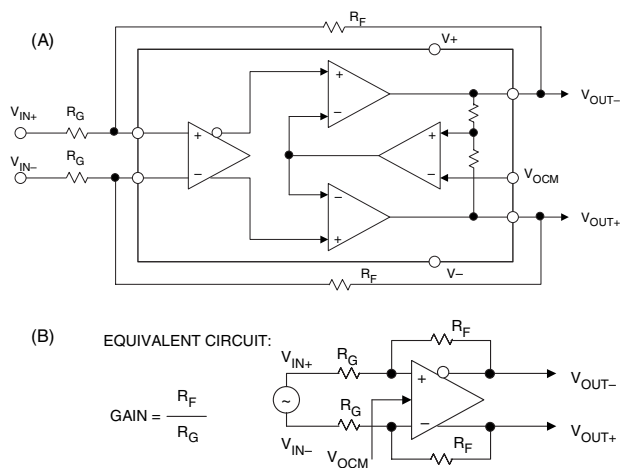 (A)
RF
V+
VIN+
RG
VOUT–
VIN–
RG
+
–
+
–
+
–
–
+
VOCM
VOUT+
RF
V–
(B)
EQUIVALENT CIRCUIT:
RF
VIN+
RG
+
VOUT–
~
GAIN = RF
RG
RG
–
VOUT+
VIN–
VOCM
RF